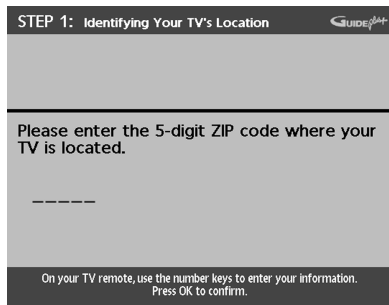 STEP 1: Identifying Your TV's Location
GUIDE Plus+
Please enter the 5-digit ZIP code where your
TV is located.
_____
On your TV remote, use the number keys to enter your information.
Press OK to confirm.